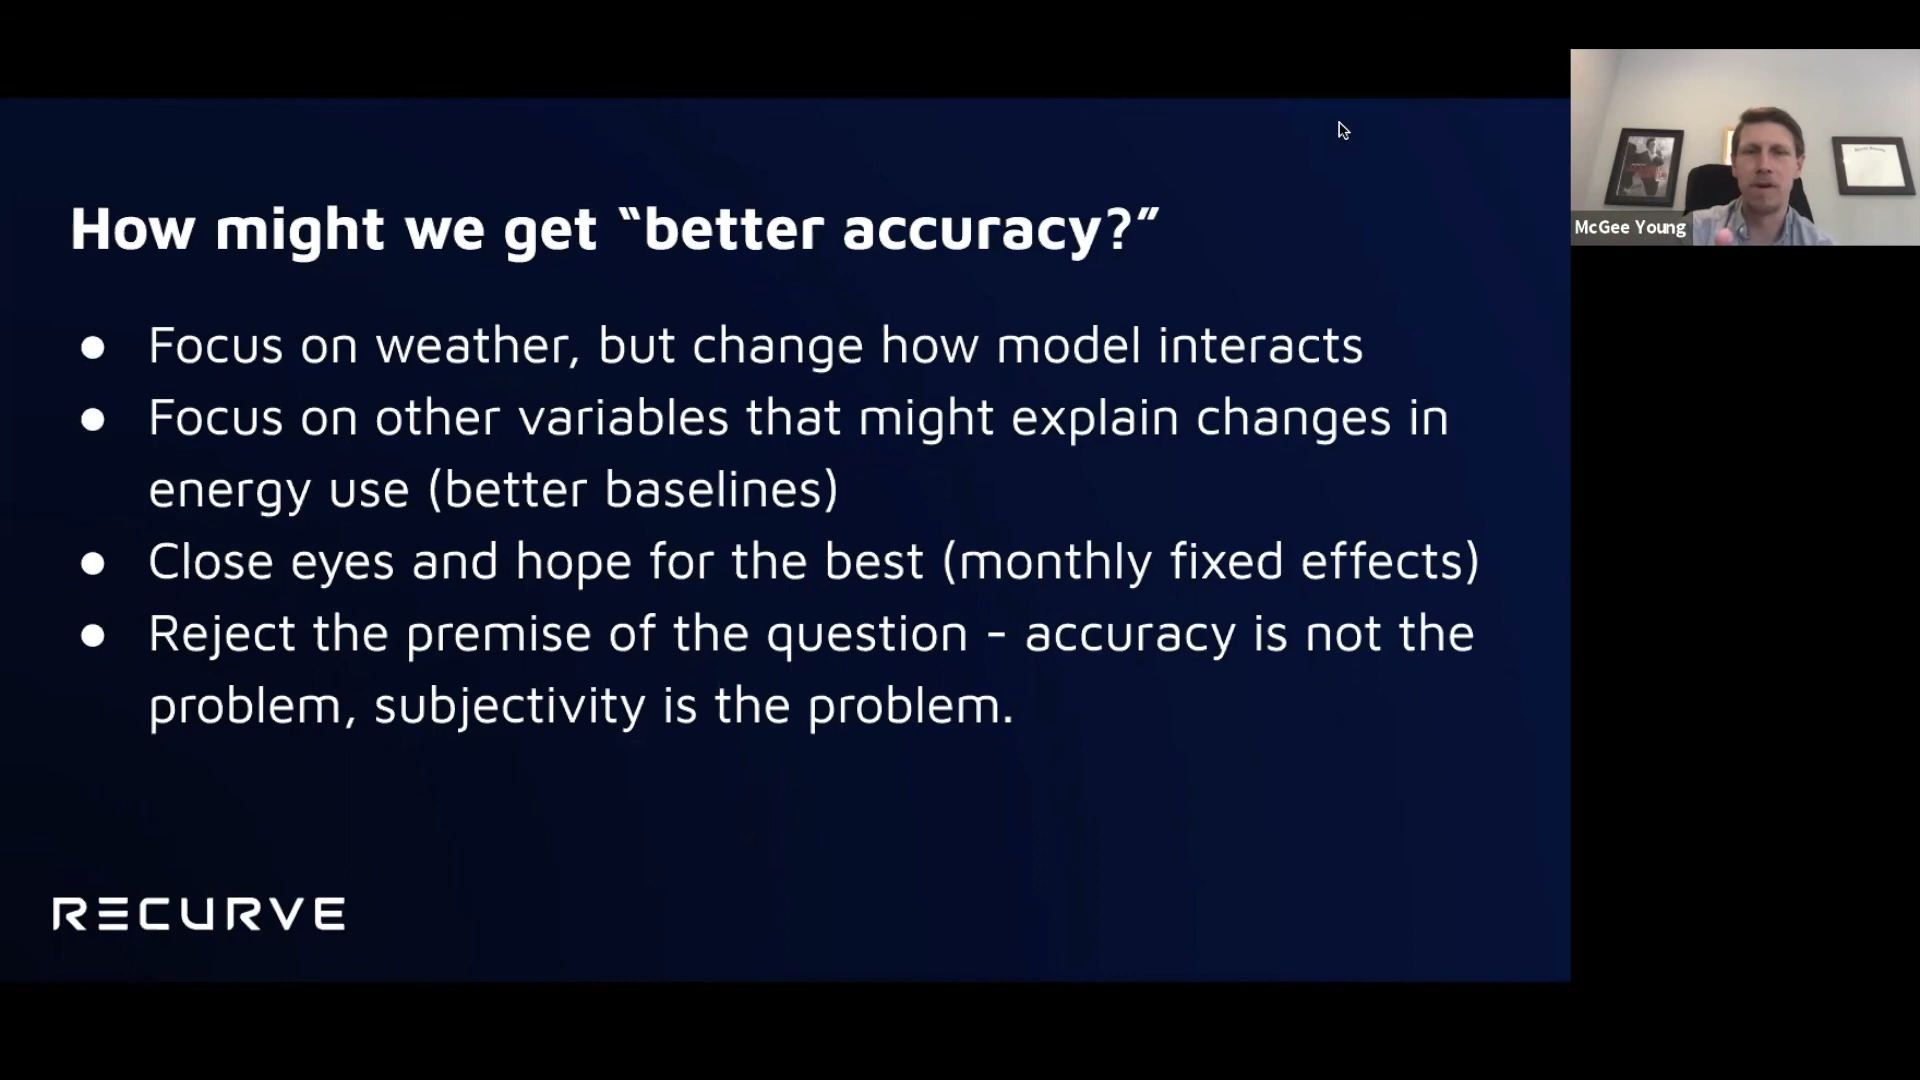 How might we get “better accuracy?”
● Focus on weather, but change how model interacts
● Focus on other variables that might explain changes in
energy use (better baselines)
● Close eyes and hope for the best (monthly fixed effects)
● Reject the premise of the question - accuracy is not the
problem, subjectivity is the problem.
RECURVE
McGee Young